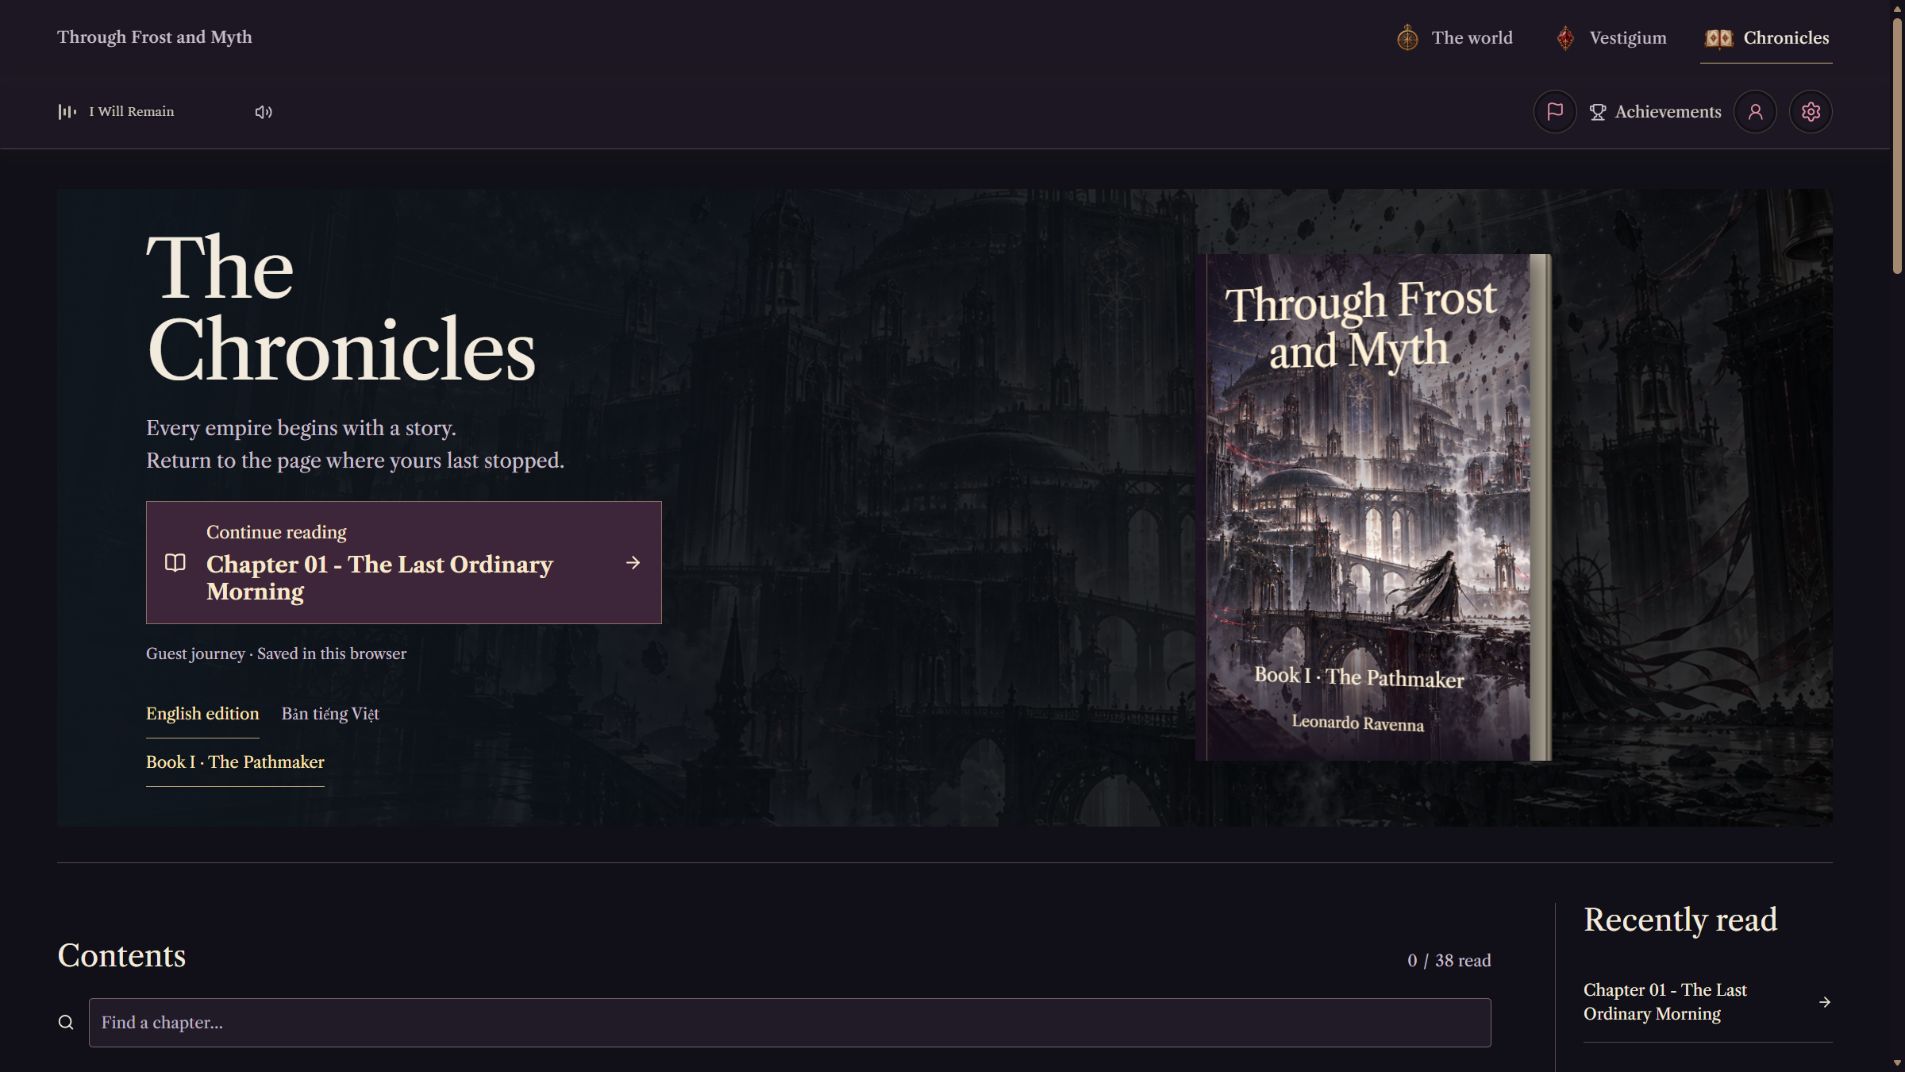 Through Frost and Myth
The world
Vestigium
Chronicles
I Will Remain
Achievements
The
Chronicles
Every empire begins with a story.
Return to the page where yours last stopped.
Continue reading
Chapter 01 - The Last Ordinary
Morning
Guest journey · Saved in this browser
English edition
Bản tiếng Việt
Book I · The Pathmaker
Through Frost
and Myth
Book I · The Pathmaker
Leonardo Ravenna
Contents
0 / 38 read
Find a chapter...
Recently read
Chapter 01 - The Last
Ordinary Morning